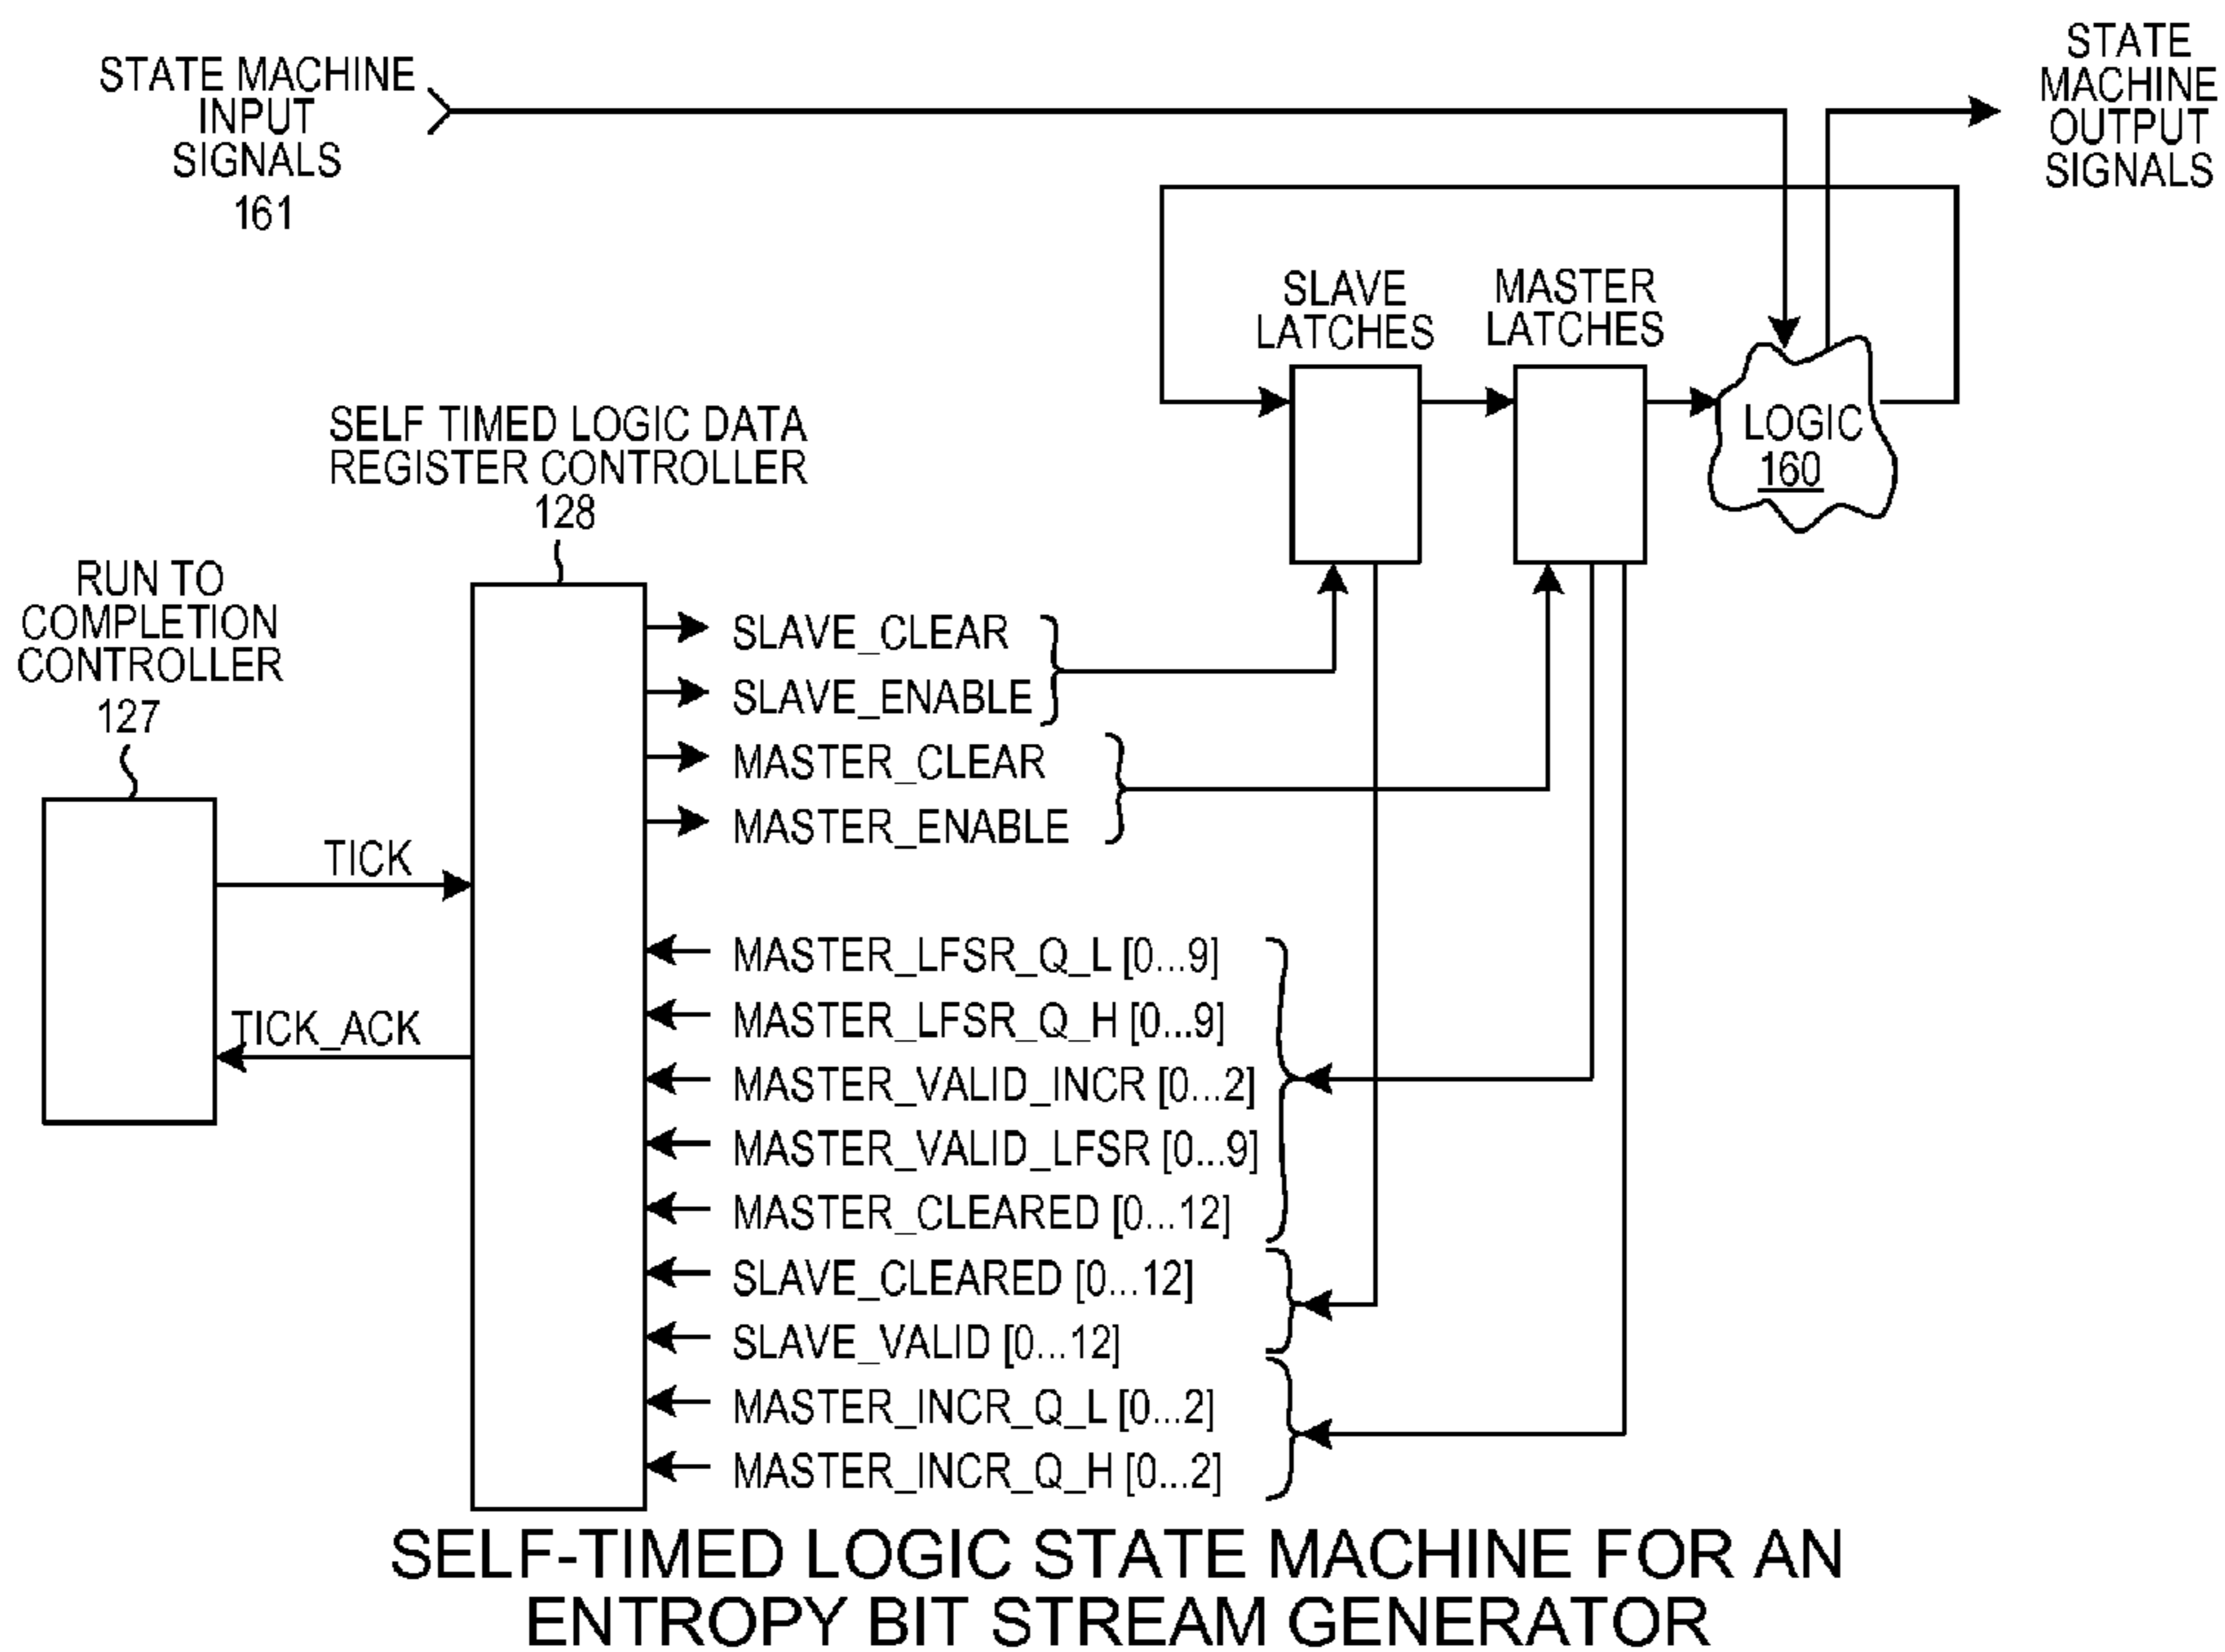 STATE MACHINE
INPUT
SIGNALS
161
STATE
MACHINE
OUTPUT
SIGNALS
SLAVE
LATCHES
MASTER
LATCHES
LOGIC
160
SELF TIMED LOGIC DATA
REGISTER CONTROLLER
128
RUN TO
COMPLETION
CONTROLLER
127
TICK
TICK_ACK
SLAVE_CLEAR
SLAVE_ENABLE
MASTER_CLEAR
MASTER_ENABLE
MASTER_LFSR_Q_L [0...9]
MASTER_LFSR_Q_H [0...9]
MASTER_VALID_INCR [0...2]
MASTER_VALID_LFSR [0...9]
MASTER_CLEARED [0...12]
SLAVE_CLEARED [0...12]
SLAVE_VALID [0...12]
MASTER_INCR_Q_L [0...2]
MASTER_INCR_Q_H [0...2]
SELF-TIMED LOGIC STATE MACHINE FOR AN
ENTROPY BIT STREAM GENERATOR